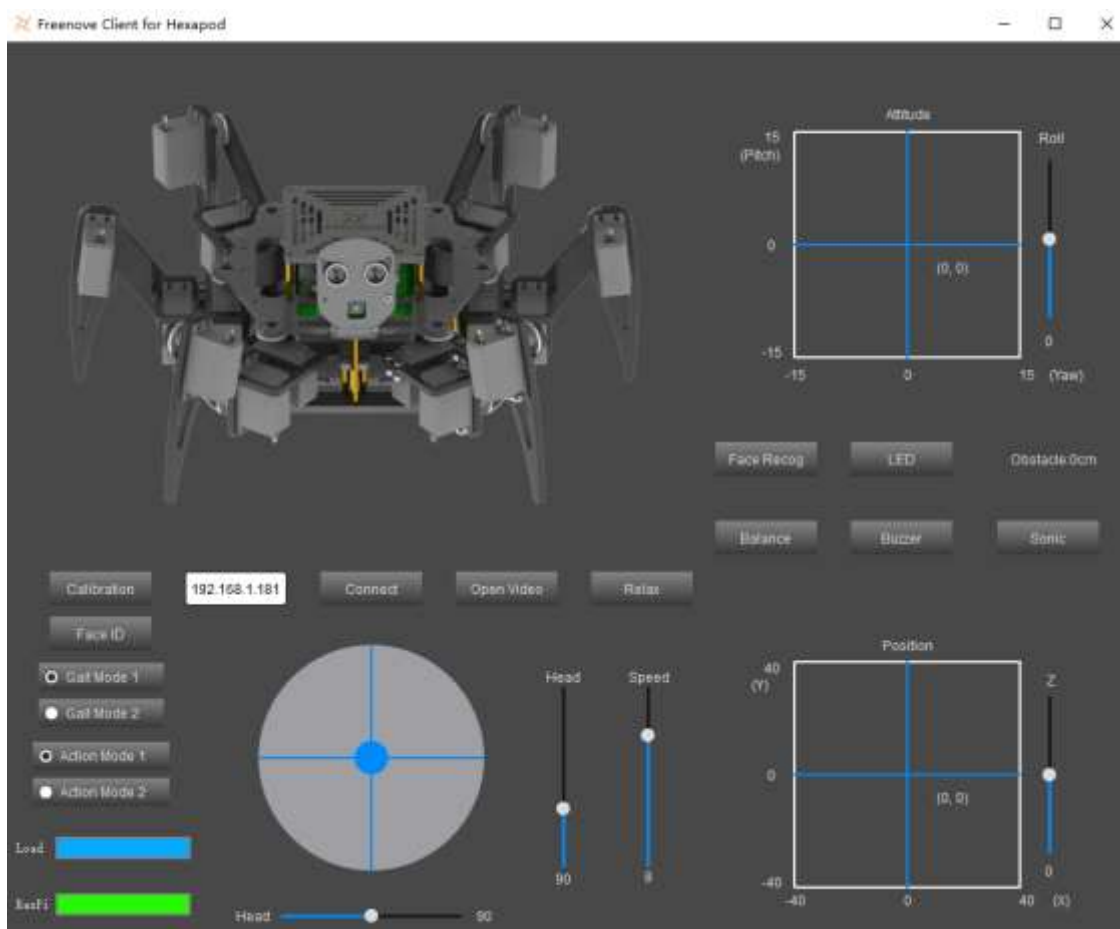 Freenove Client for Hexapod
Attitude
15
(Pitch)
Roll
0
(0, 0)
-15
0
-15
0
15 (Yaw)
Face Recog
LED
Obstacle:0cm
Balance
Buzzer
Sonic
Calibration
192.168.1.181
Connect
Open Video
Relax
Face ID
Gait Mode 1
Gait Mode 2
Action Mode 1
Action Mode 2
Load
RasPi
Head
90
Speed
8
Head
90
Position
40
(Y)
Z
0
(0, 0)
-40
0
-40
0
40 (X)